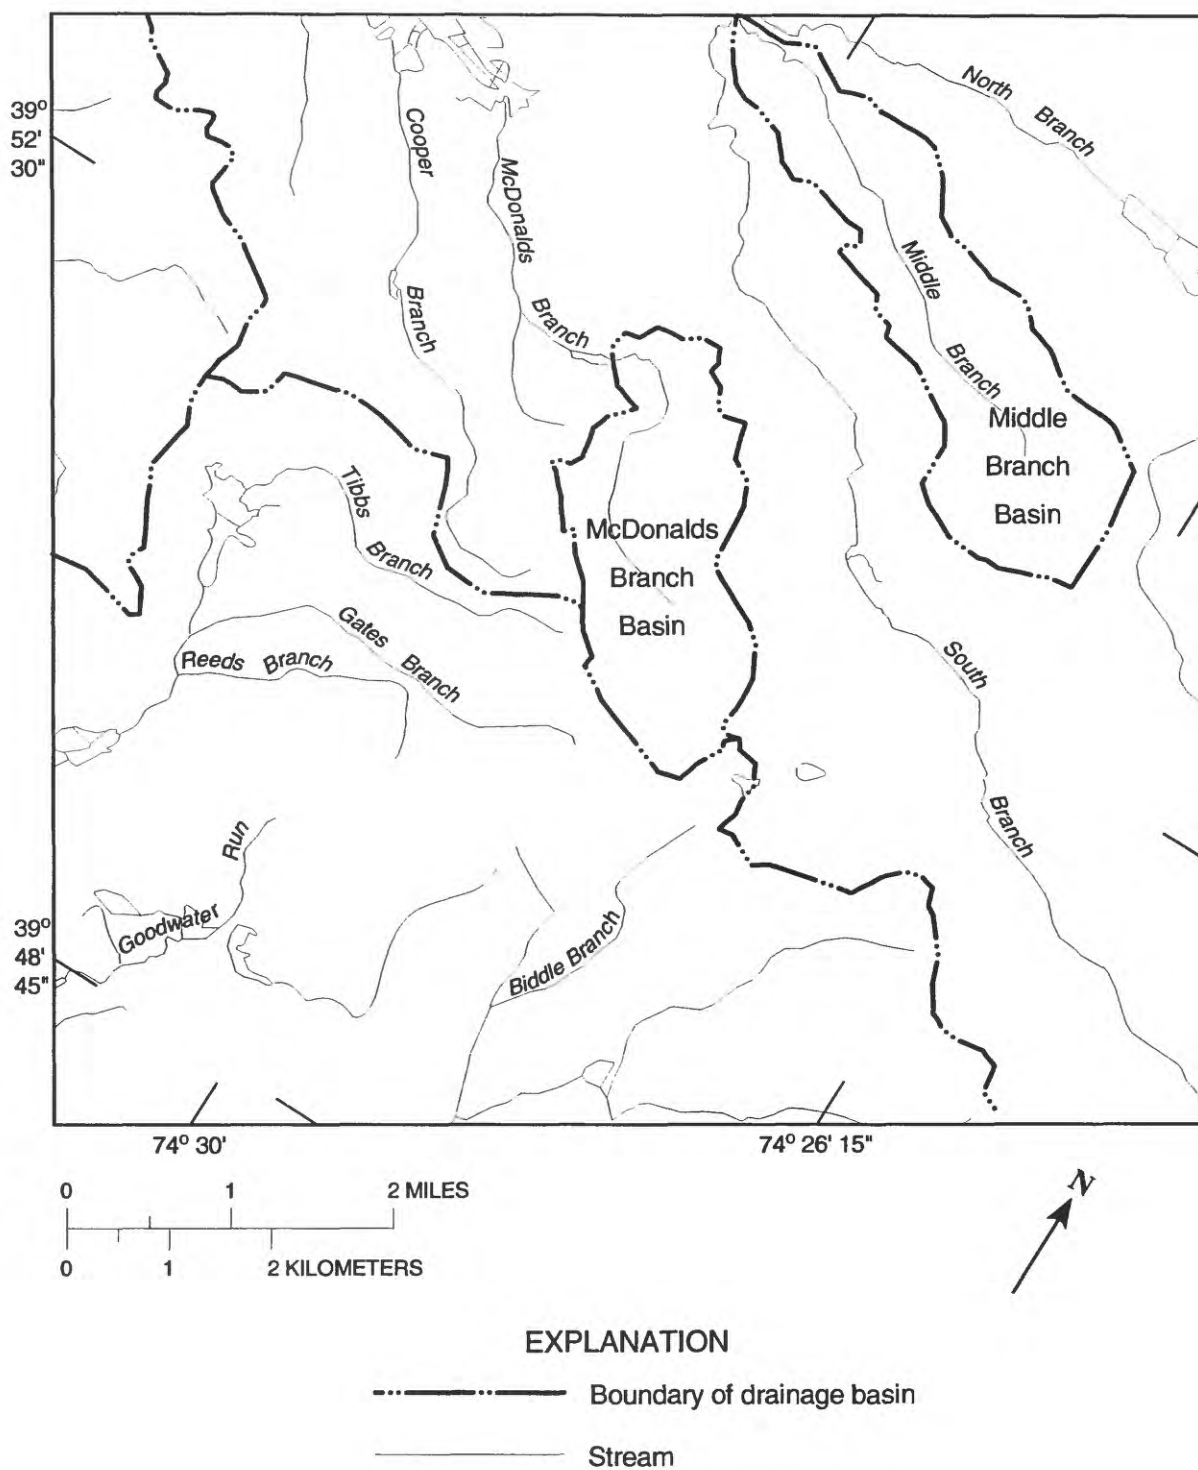 North
Branch
39°
52'
30"
Cooper
Branch
McDonalds
Branch
Middle
Branch
Middle
Branch
Basin
Tibbs
Branch
McDonalds
Branch
Basin
Gates
Branch
Reeds Branch
South
Branch
Goodwater Run
Biddle Branch
39°
48'
45"
74° 30'
74° 26' 15"
0 1 2 MILES
0 1 2 KILOMETERS
N
EXPLANATION
Boundary of drainage basin
Stream